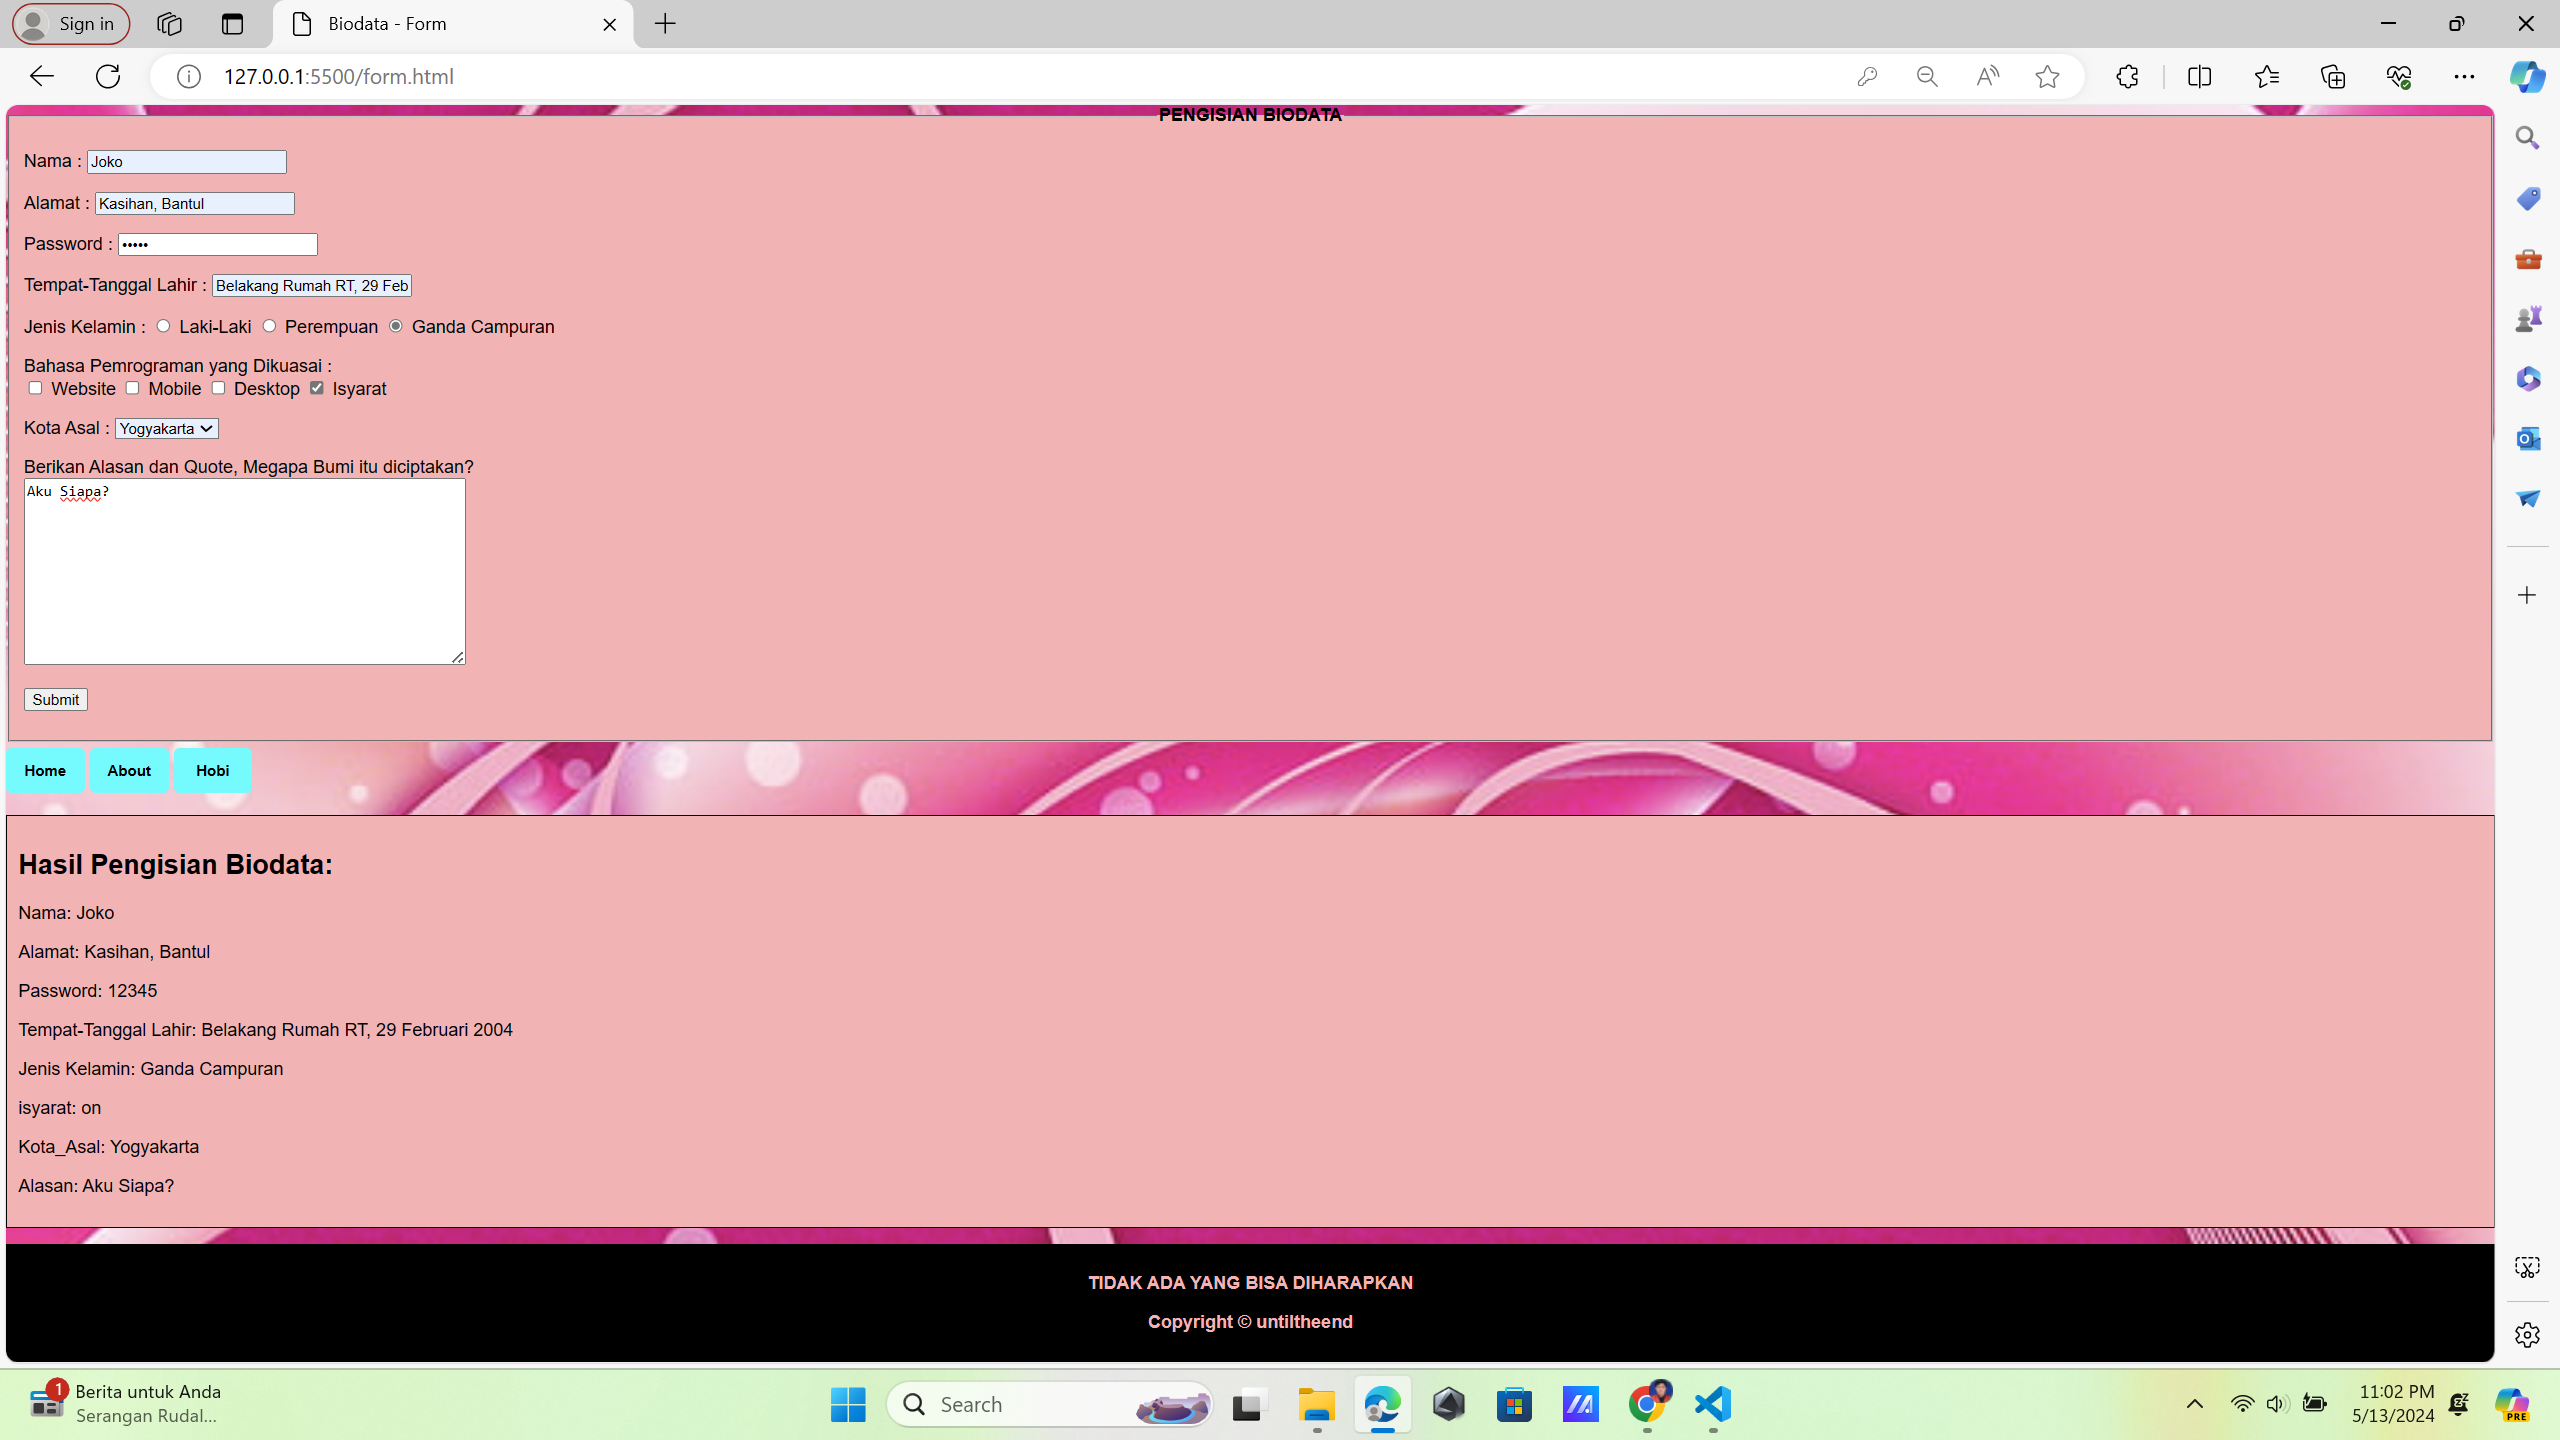 Sign in
Biodata - Form
127.0.0.1:5500/form.html
PENGISIAN BIODATA
Nama : Joko
Alamat : Kasihan, Bantul
Password : •••••
Tempat-Tanggal Lahir : Belakang Rumah RT, 29 Feb
Jenis Kelamin : Laki-Laki Perempuan Ganda Campuran
Bahasa Pemrograman yang Dikuasai :
Website Mobile Desktop Isyarat
Kota Asal : Yogyakarta
Berikan Alasan dan Quote, Megapa Bumi itu diciptakan?
Aku Siapa?
Submit
Home About Hobi
Hasil Pengisian Biodata:
Nama: Joko
Alamat: Kasihan, Bantul
Password: 12345
Tempat-Tanggal Lahir: Belakang Rumah RT, 29 Februari 2004
Jenis Kelamin: Ganda Campuran
isyarat: on
Kota_Asal: Yogyakarta
Alasan: Aku Siapa?
TIDAK ADA YANG BISA DIHARAPKAN
Copyright © untiltheend
1
Berita untuk Anda
Serangan Rudal...
Search
11:02 PM
5/13/2024
PRE